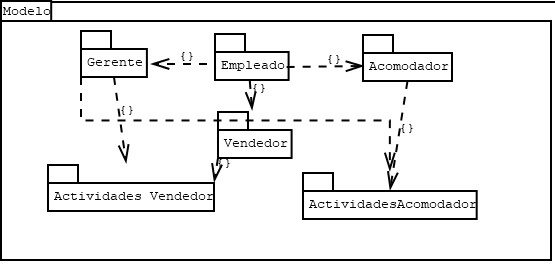 Modelo
Gerente
{}
Empleado
{}
Acomodador
{}
{}
{}
Vendedor
{}
Actividades Vendedor
ActividadesAcomodador